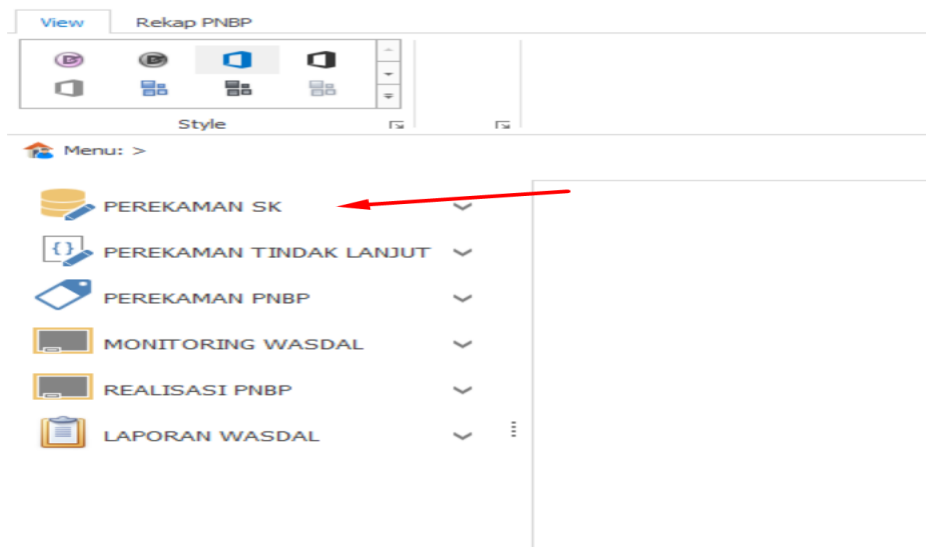 View Rekap PNBP
Style
Menu: >
PEREKAMAN SK
PEREKAMAN TINDAK LANJUT
PEREKAMAN PNBP
MONITORING WASDAL
REALISASI PNBP
LAPORAN WASDAL